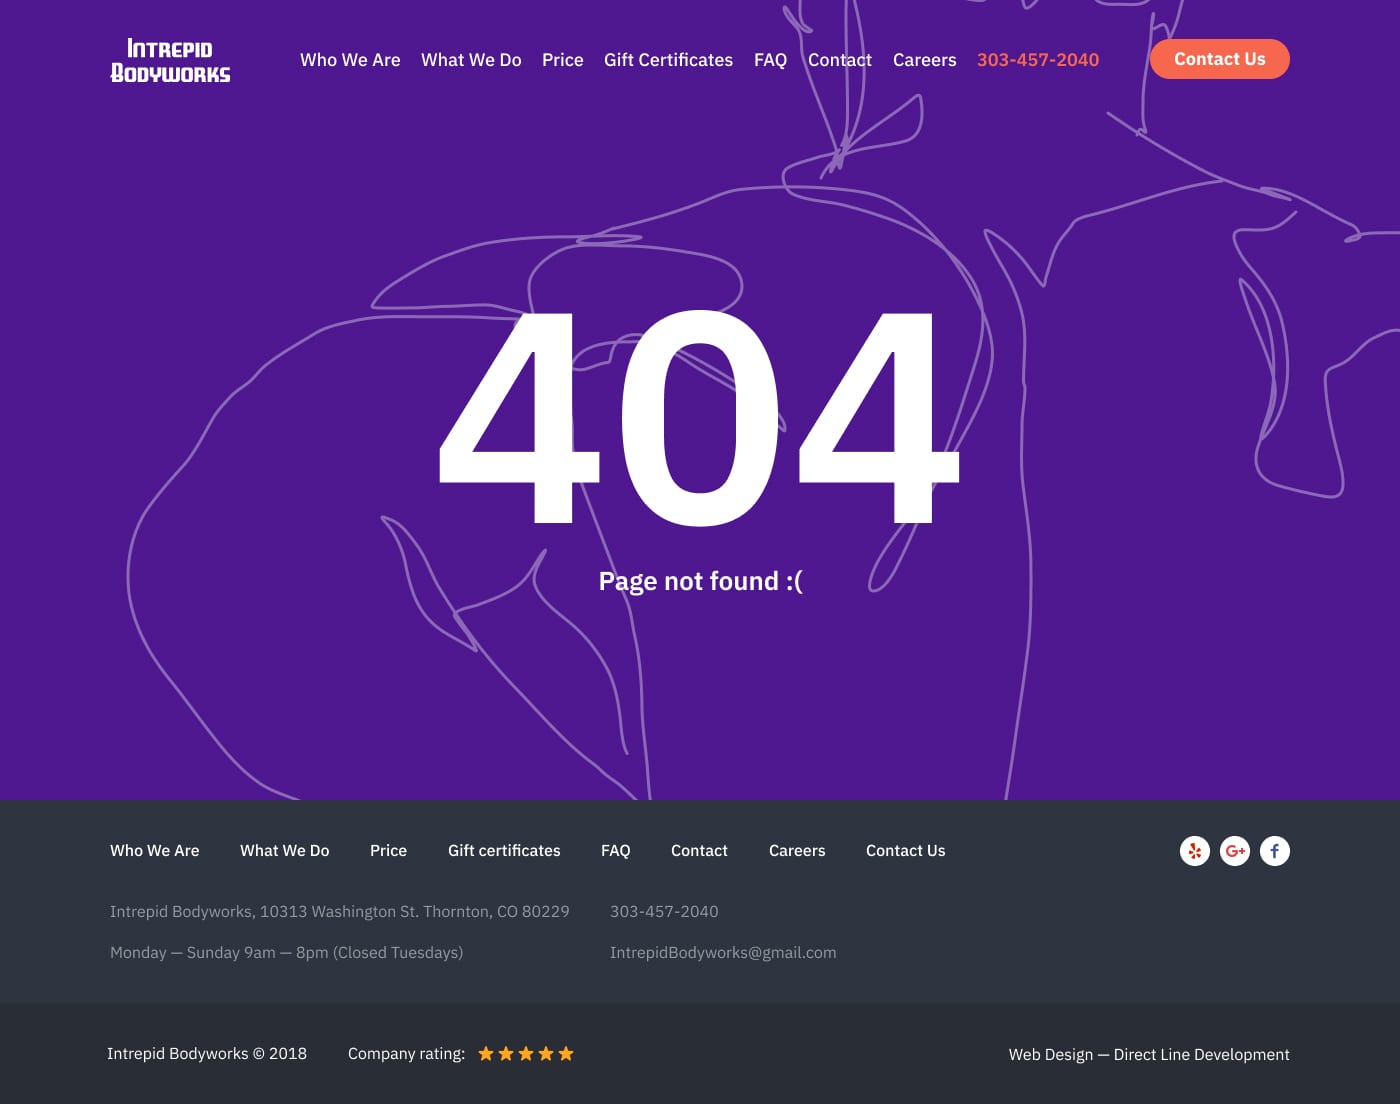 Intrepid
Bodyworks
Who We Are What We Do Price Gift Certificates FAQ Contact Careers 303-457-2040 Contact Us
404
Page not found :(
Who We Are What We Do Price Gift certificates FAQ Contact Careers Contact Us
Intrepid Bodyworks, 10313 Washington St. Thornton, CO 80229 303-457-2040
Monday — Sunday 9am — 8pm (Closed Tuesdays) IntrepidBodyworks@gmail.com
Intrepid Bodyworks © 2018 Company rating: Web Design — Direct Line Development